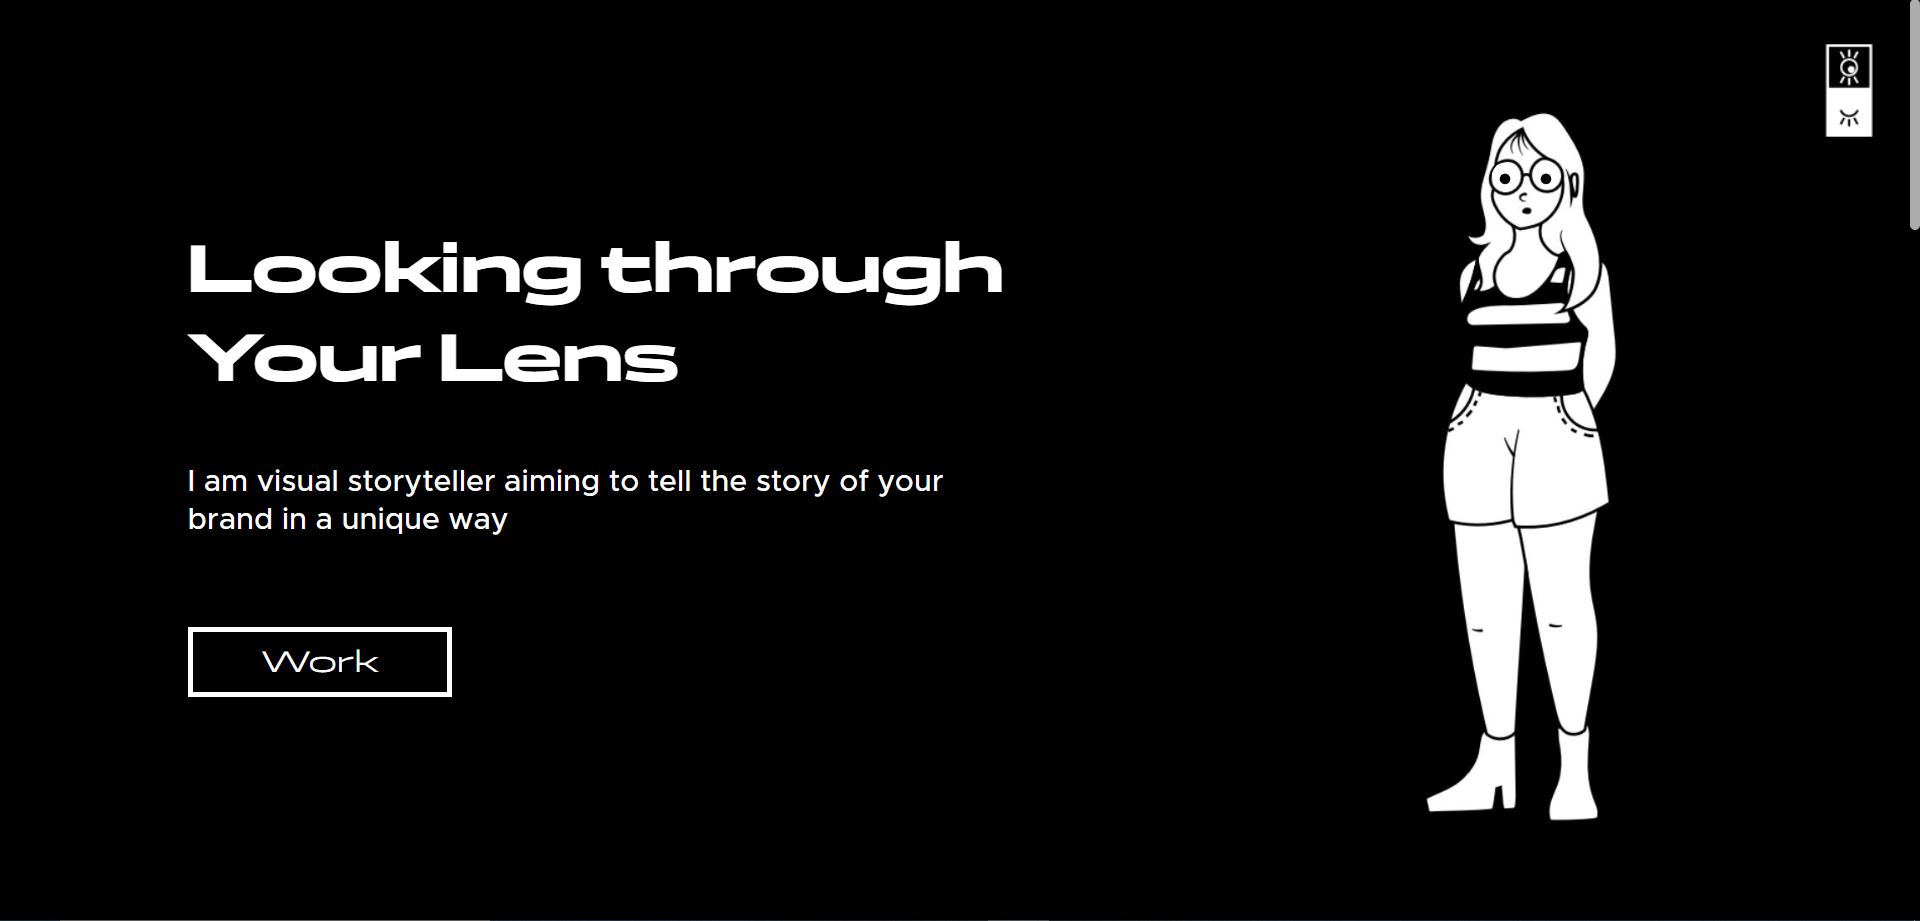 Looking through
Your Lens
I am visual storyteller aiming to tell the story of your
brand in a unique way
Work